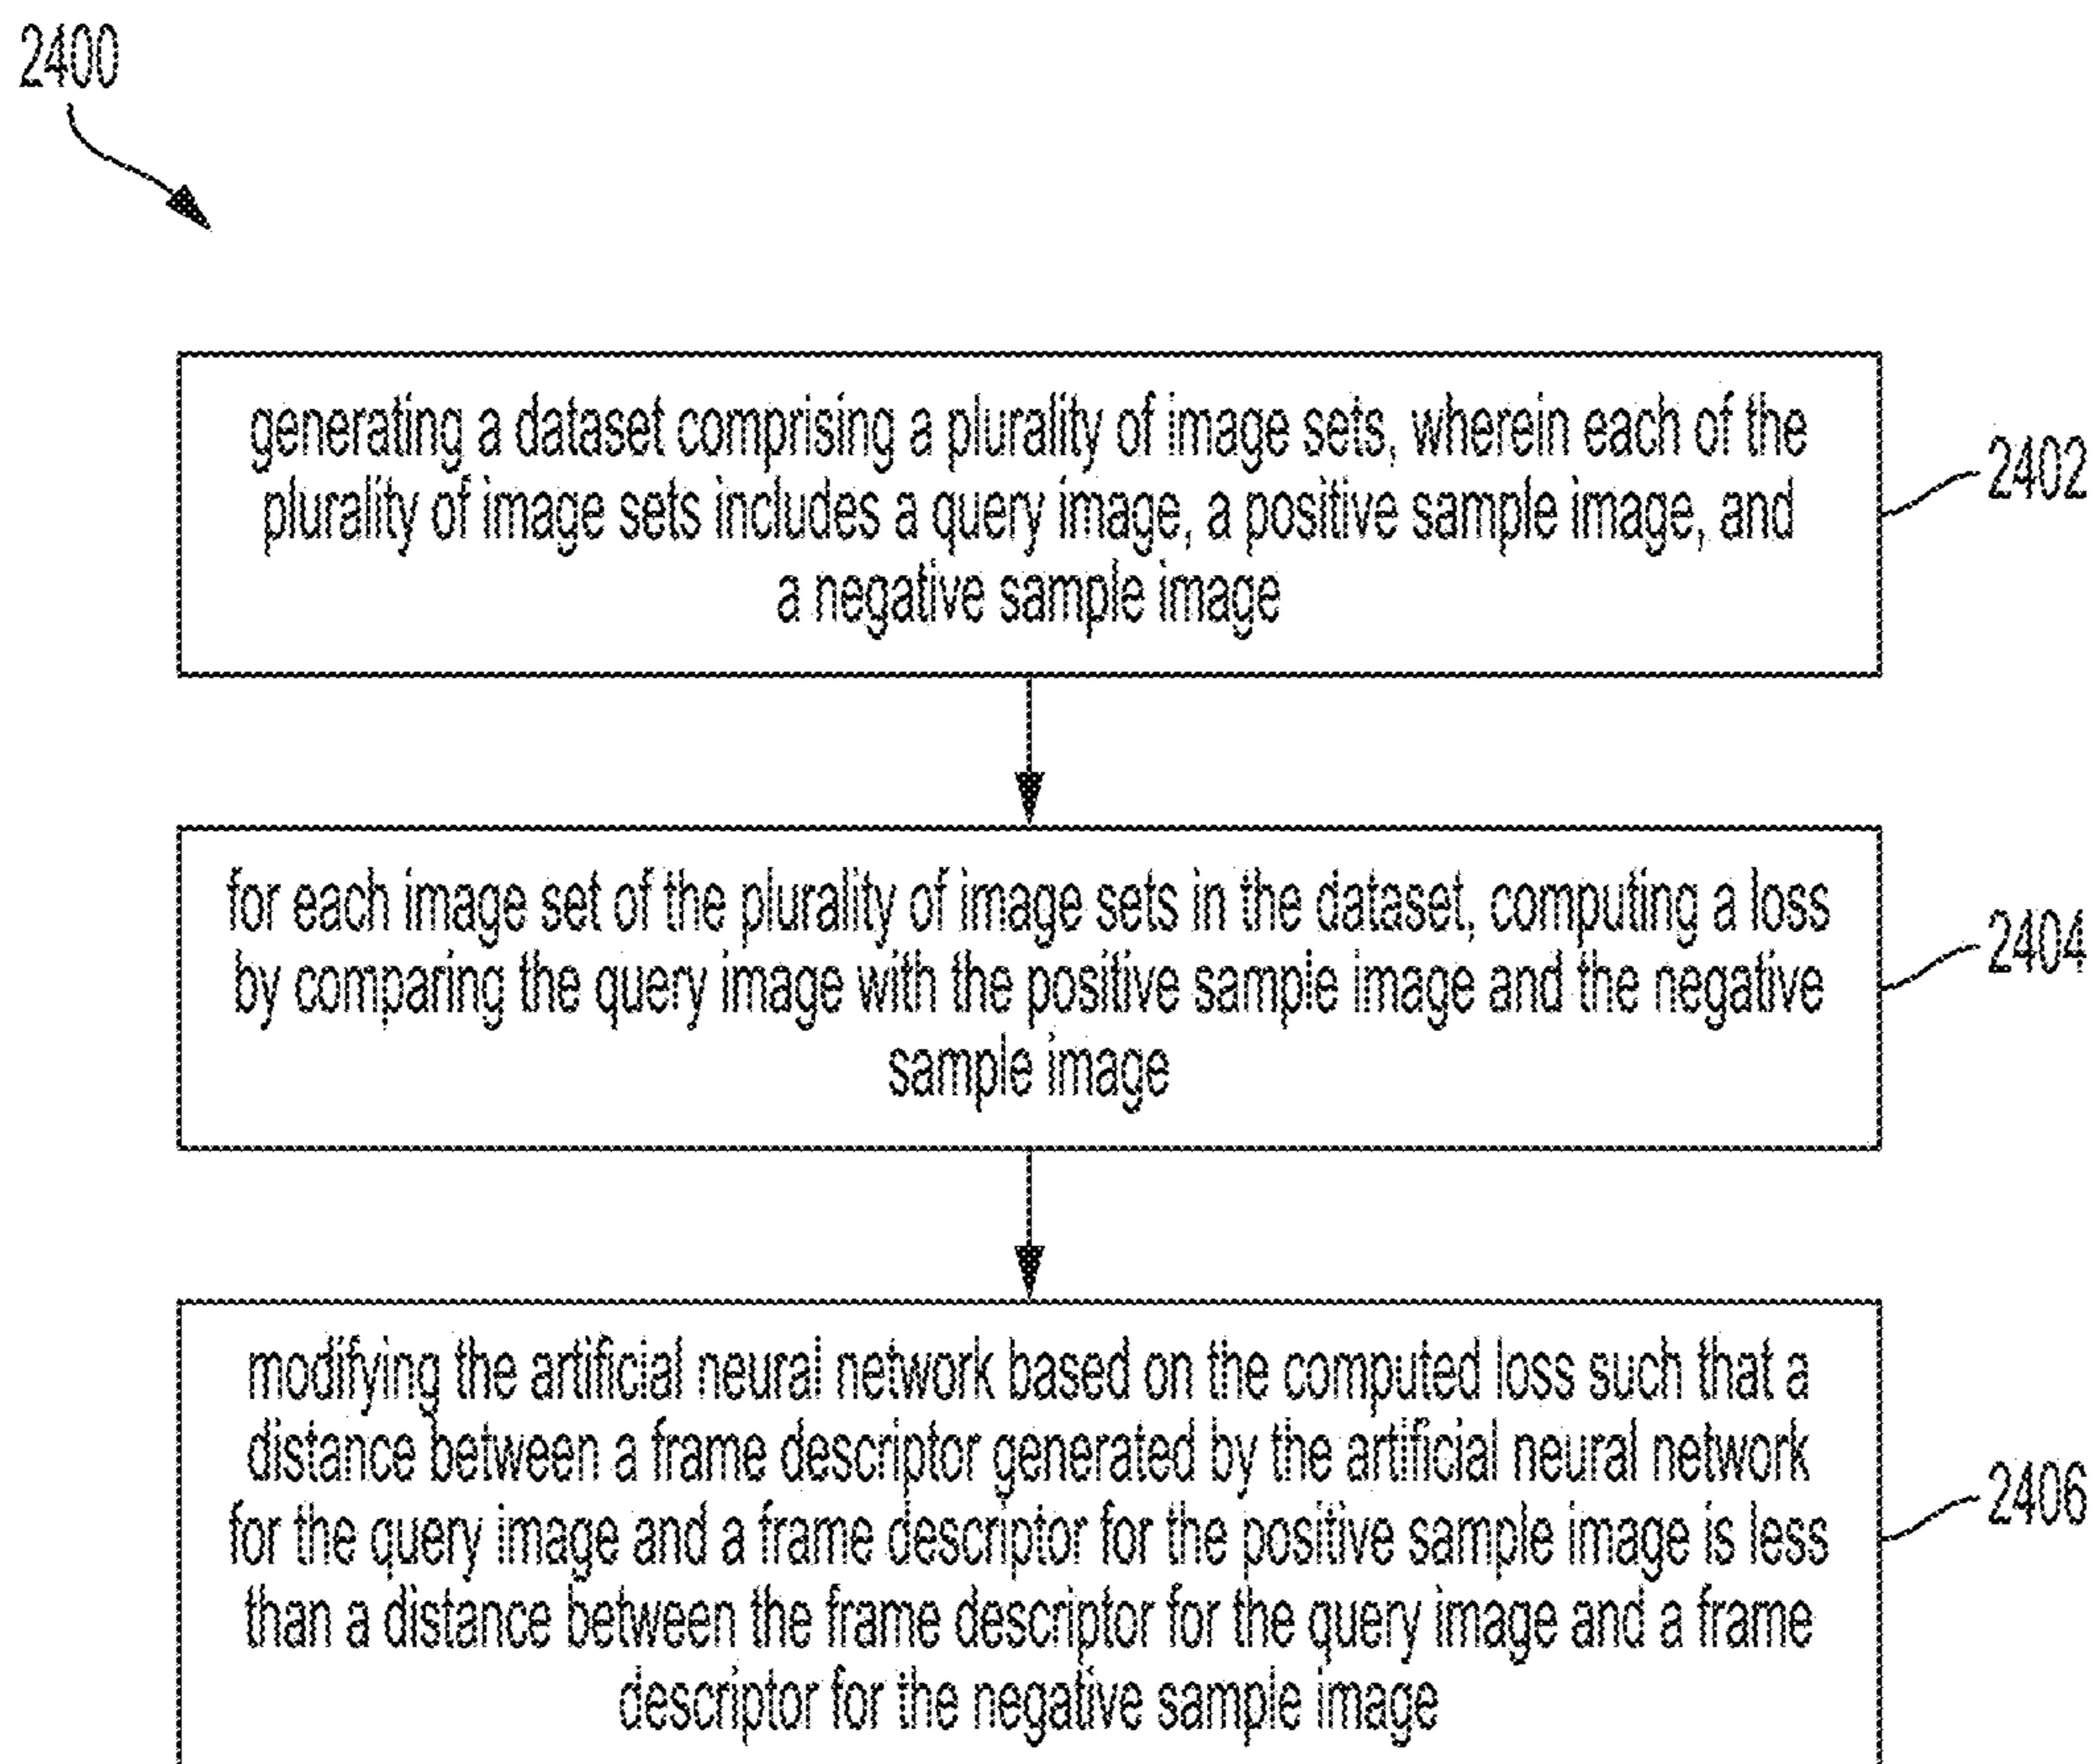 2400
generating a dataset comprising a plurality of image sets, wherein each of the
plurality of image sets includes a query image, a positive sample image, and
a negative sample image
2402
for each image set of the plurality of image sets in the dataset, computing a loss
by comparing the query image with the positive sample image and the negative
sample image
2404
modifying the artificial neural network based on the computed loss such that a
distance between a frame descriptor generated by the artificial neural network
for the query image and a frame descriptor for the positive sample image is less
than a distance between the frame descriptor for the query image and a frame
descriptor for the negative sample image
2406